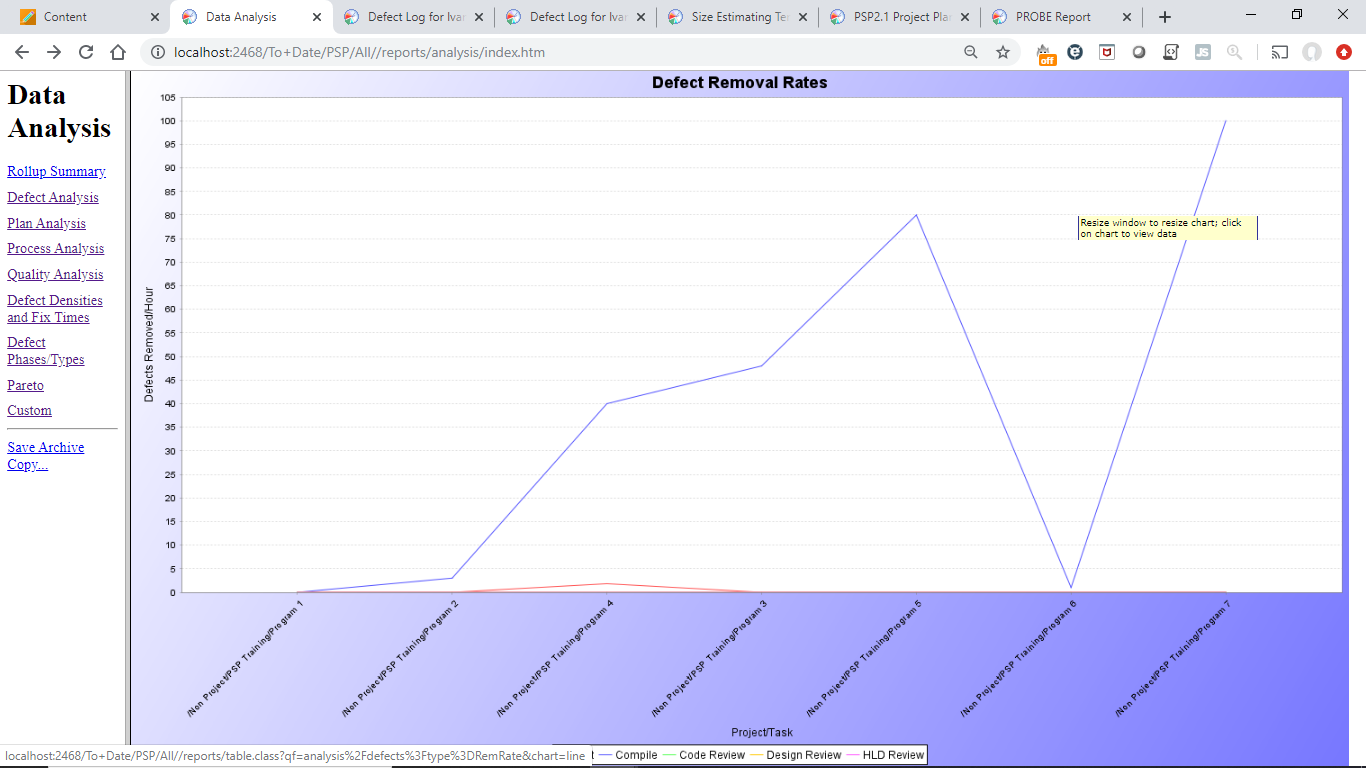 Content
Data Analysis
Defect Log for Ivan
Defect Log for Ivan
Size Estimating Te
PSP2.1 Project Pla
PROBE Report
localhost:2468/To+Date/PSP/All//reports/analysis/index.htm
off
JS
Data
Analysis
Rollup Summary
Defect Analysis
Plan Analysis
Process Analysis
Quality Analysis
Defect Densities
and Fix Times
Defect
Phases/Types
Pareto
Custom
Save Archive
Copy...
Defect Removal Rates
105
100
95
90
85
80
75
70
65
60
55
50
45
40
35
30
25
20
15
10
5
0
Defects Removed/Hour
Resize window to resize chart; click
on chart to view data
/Non Project/PSP Training/Program 1
/Non Project/PSP Training/Program 2
/Non Project/PSP Training/Program 4
/Non Project/PSP Training/Program 3
/Non Project/PSP Training/Program 5
/Non Project/PSP Training/Program 6
/Non Project/PSP Training/Program 7
Project/Task
Compile Code Review Design Review HLD Review
localhost:2468/To+Date/PSP/All//reports/table.class?qf=analysis%2Fdefects%3Ftype%3DRemRate&chart=line